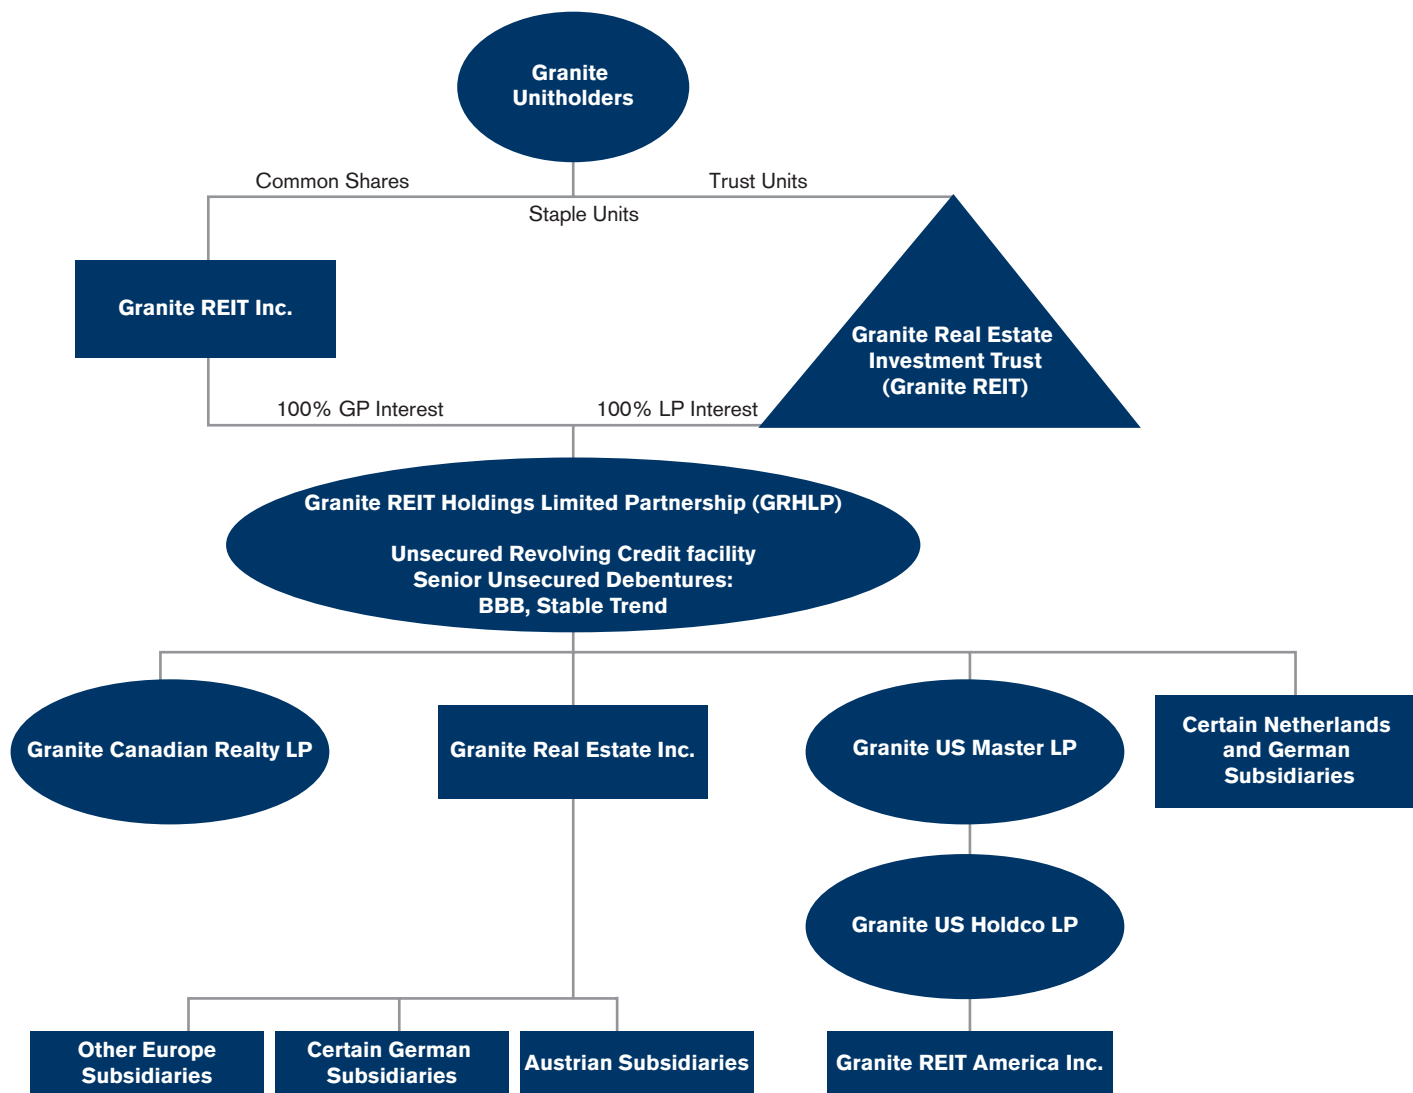 Granite
Unitholders
Common Shares
Trust Units
Staple Units
Granite REIT Inc.
Granite Real Estate
Investment Trust
(Granite REIT)
100% GP Interest
100% LP Interest
Granite REIT Holdings Limited Partnership (GRHLP)
Unsecured Revolving Credit facility
Senior Unsecured Debentures:
BBB, Stable Trend
Granite Canadian Realty LP
Granite Real Estate Inc.
Granite US Master LP
Certain Netherlands
and German
Subsidiaries
Granite US Holdco LP
Other Europe
Subsidiaries
Certain German
Subsidiaries
Austrian Subsidiaries
Granite REIT America Inc.